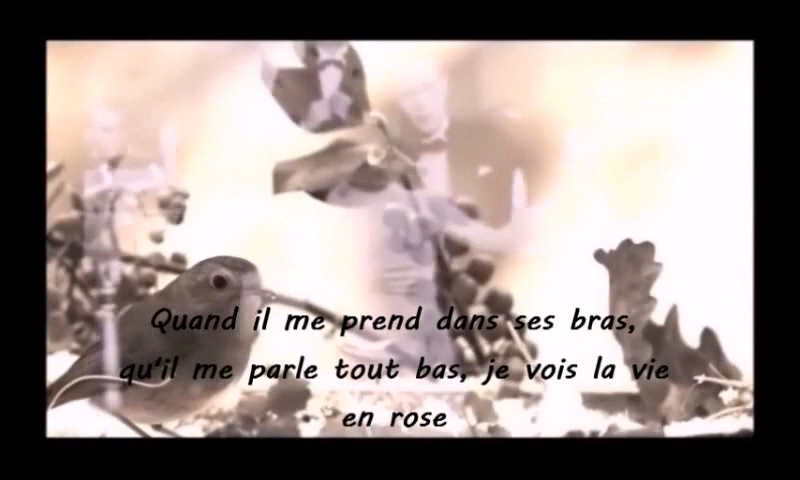 Quand il me prend dans ses bras,
qu'il me parle tout bas, je vois la vie
en rose